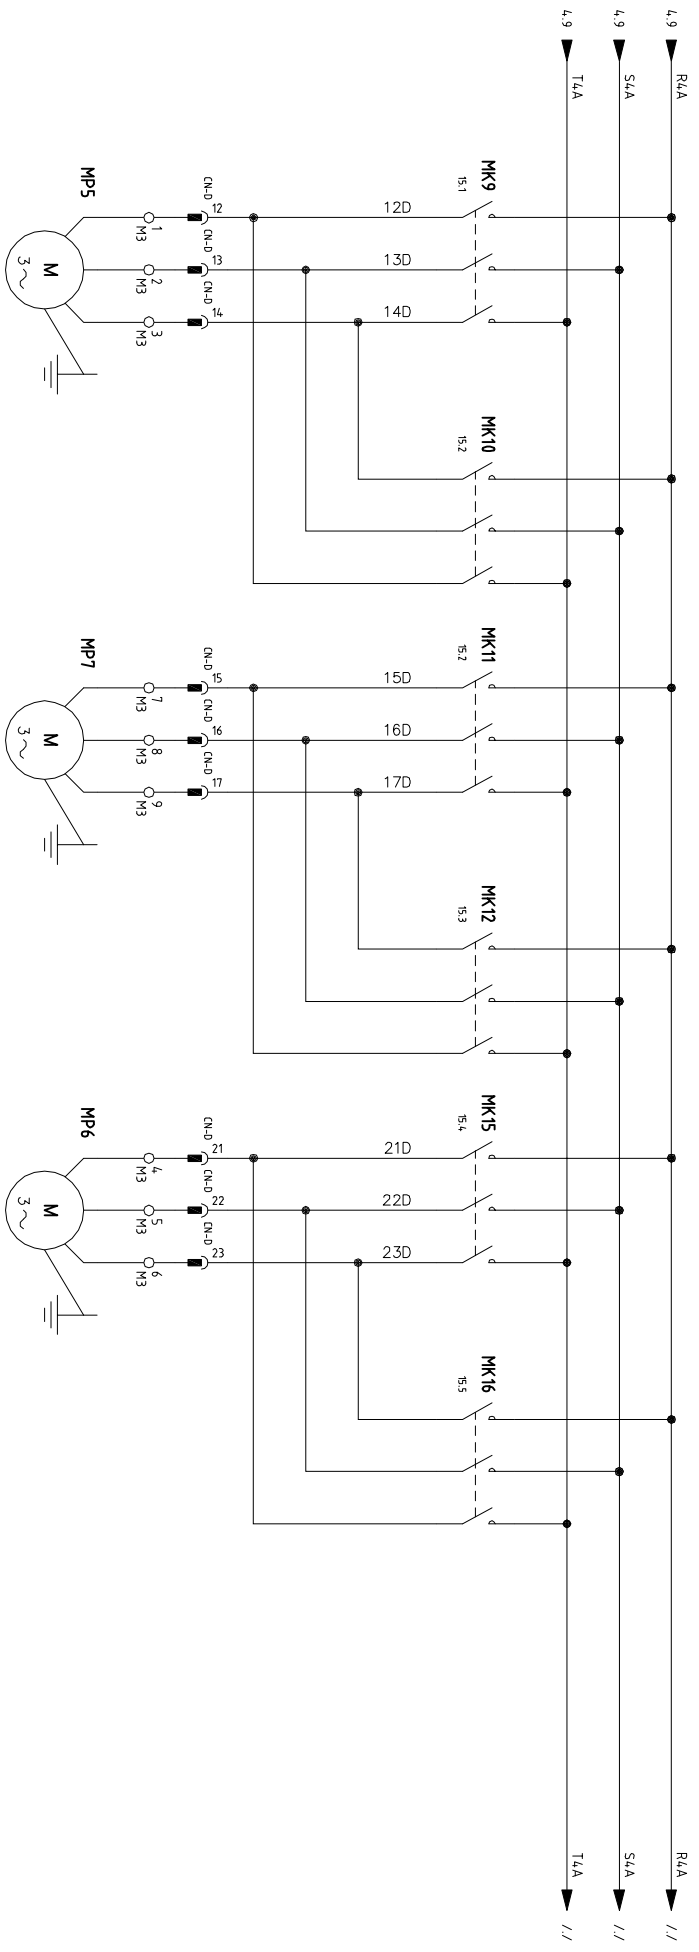 4.9
4.9
4.9
R4A
S4A
T4A
MK9
15.1
12D
13D
14D
CN-D
12
CN-D
13
CN-D
14
1
M3
2
M3
3
M3
MP5
M
3~
MK10
15.2
MK11
15.2
15D
16D
17D
CN-D
15
CN-D
16
CN-D
17
7
M3
8
M3
9
M3
MP7
M
3~
MK12
15.3
MK15
15.4
21D
22D
23D
CN-D
21
CN-D
22
CN-D
23
4
M3
5
M3
6
M3
MP6
M
3~
MK16
15.5
R4A
S4A
T4A
/./
/./
/./